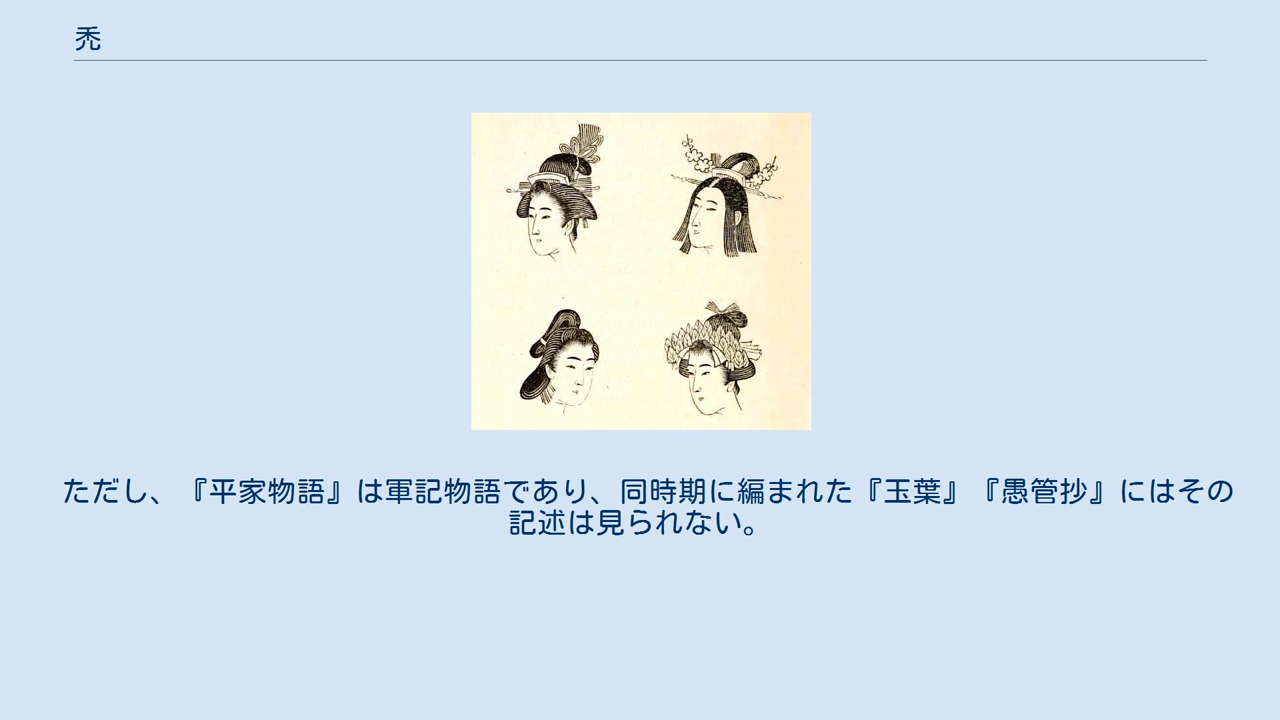 禿
ただし、『平家物語』は軍記物語であり、同時期に編まれた『玉葉』『愚管抄』にはその
記述は見られない。